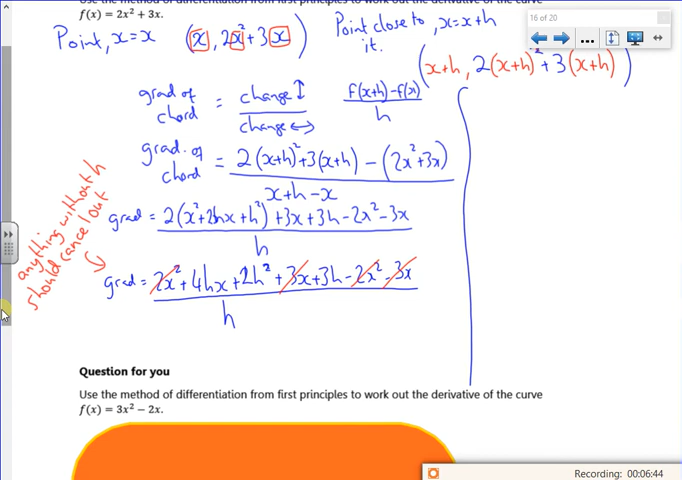 f(x) = 2x² + 3x.
16 of 20
Point, x=x (x, 2x²+3x)
Point close to, x=x+h
it.
(x+h, 2(x+h)²+3(x+h))
grad of chord = change↕ / change↔
f(x+h)-f(x) / h
grad. of chord = 2(x+h)²+3(x+h) - (2x²+3x) / x+h-x
grad = 2(x²+2hx+h²)+3x+3h-2x²-3x / h
anything without h
should cancel out
grad = 2x²+4hx+2h²+3x+3h-2x²-3x / h
Question for you
Use the method of differentiation from first principles to work out the derivative of the curve
f(x) = 3x² − 2x.
Recording: 00:06:44